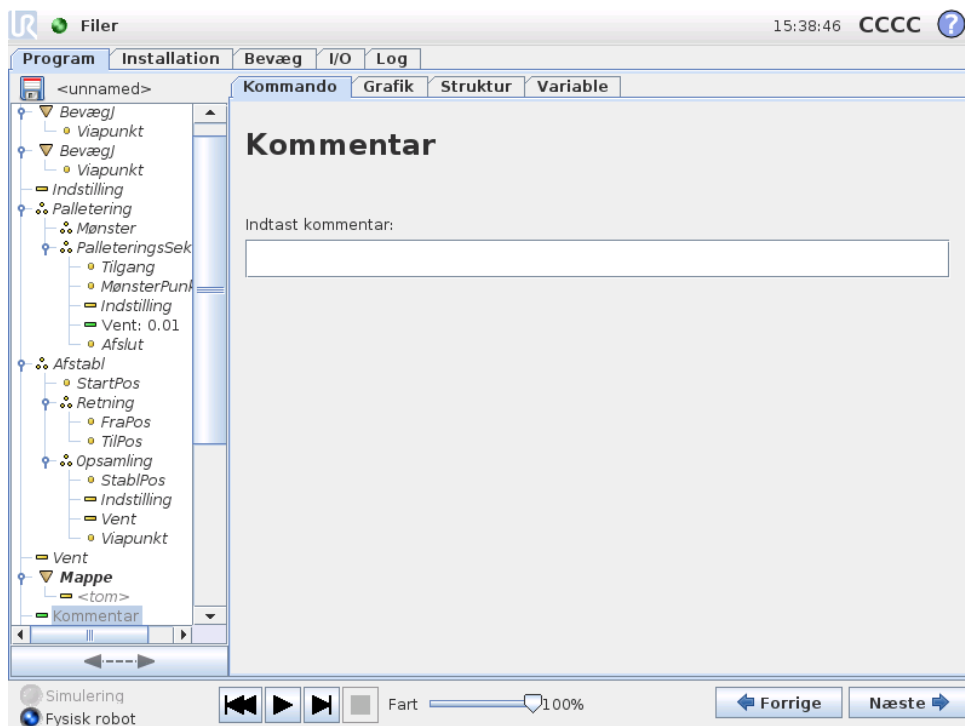 UR Filer 15:38:46 CCCC ?
Program Installation Bevæg I/O Log
<unnamed> Kommando Grafik Struktur Variable
BevægJ
Viapunkt
BevægJ
Viapunkt
Indstilling
Palletering
Mønster
PalleteringsSek
Tilgang
MønsterPunk
Indstilling
Vent: 0.01
Afslut
Afstabl
StartPos
Retning
FraPos
TilPos
Opsamling
StablPos
Indstilling
Vent
Viapunkt
Vent
Mappe
<tom>
Kommentar
Kommentar
Indtast kommentar:
Simulering
Fysisk robot
Fart 100%
Forrige Næste